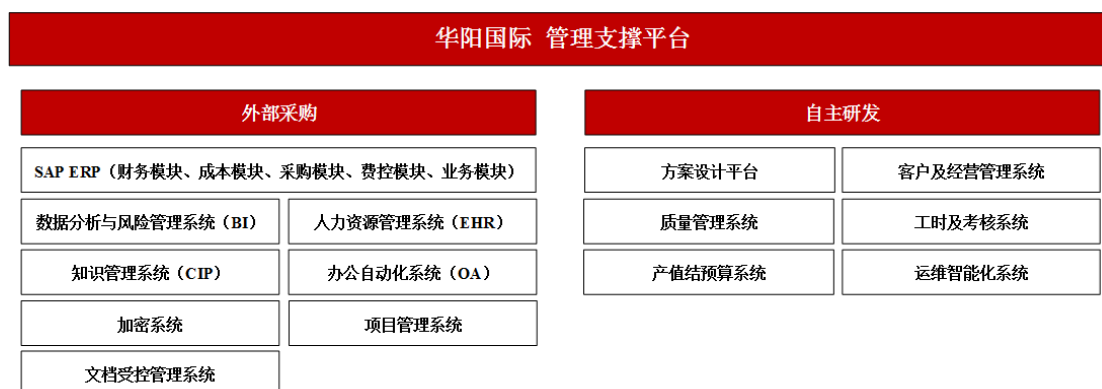 华阳国际 管理支撑平台
外部采购
自主研发
SAP ERP（财务模块、成本模块、采购模块、费控模块、业务模块）
方案设计平台
客户及经营管理系统
数据分析与风险管理系统（BI）
人力资源管理系统（EHR）
质量管理系统
工时及考核系统
知识管理系统（CIP）
办公自动化系统（OA）
产值结预算系统
运维智能化系统
加密系统
项目管理系统
文档受控管理系统